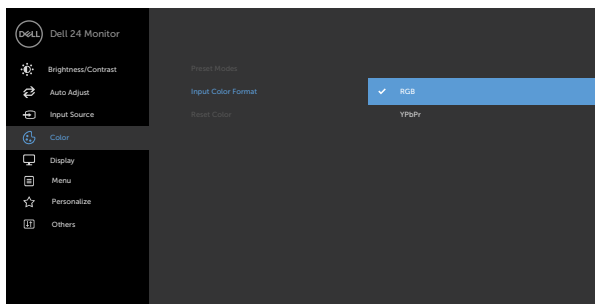 DELL Dell 24 Monitor
Brightness/Contrast
Auto Adjust
Input Source
Color
Display
Menu
Personalize
Others
Preset Modes
Input Color Format
Reset Color
RGB
YPbPr